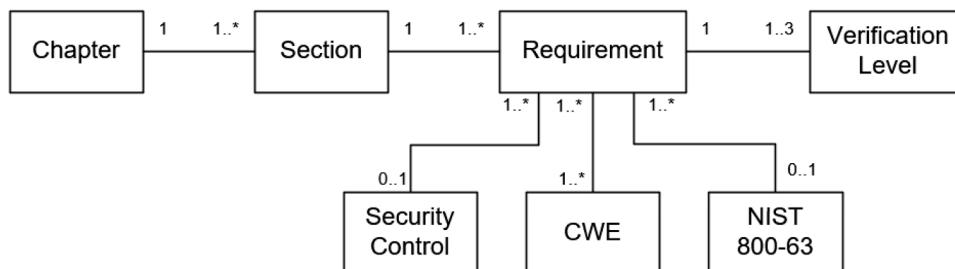 Chapter
1
1..*
Section
1
1..*
Requirement
1
1..3
Verification
Level
1..*
1..*
1..*
0..1
1..*
0..1
Security
Control
CWE
NIST
800-63